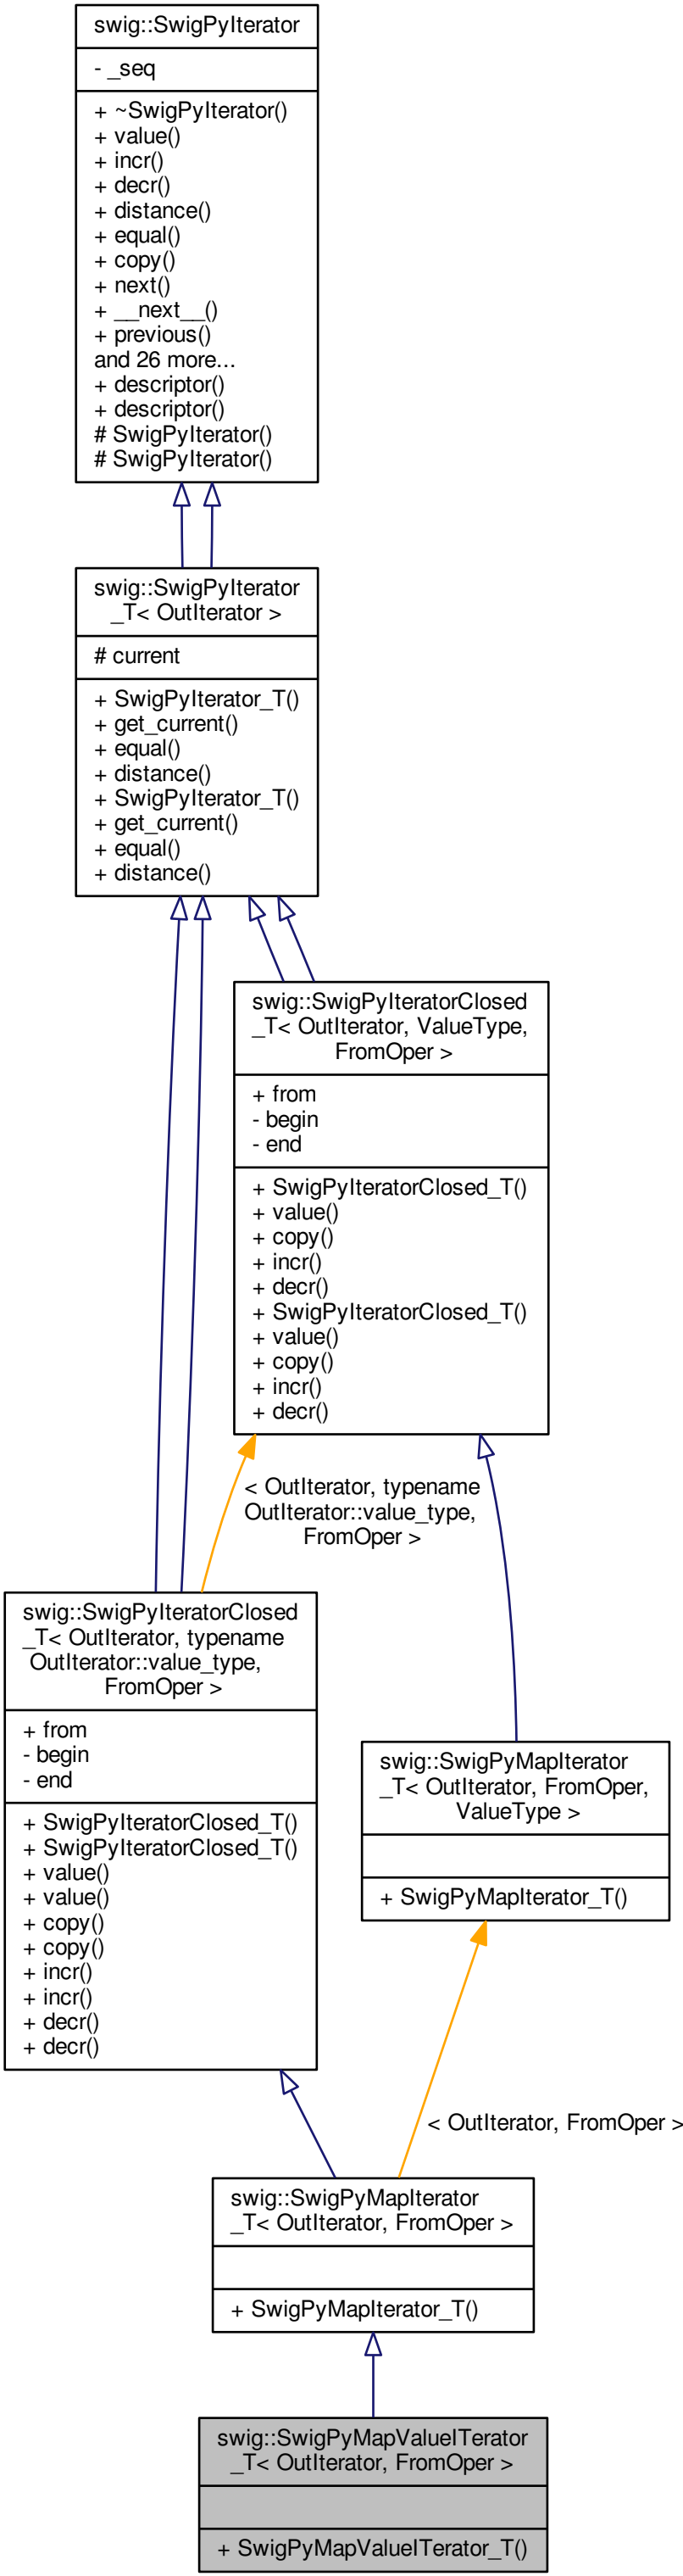 swig::SwigPyIterator
- _seq
+ ~SwigPyIterator()
+ value()
+ incr()
+ decr()
+ distance()
+ equal()
+ copy()
+ next()
+ __next__()
+ previous()
and 26 more...
+ descriptor()
+ descriptor()
# SwigPyIterator()
# SwigPyIterator()
swig::SwigPyIterator
_T< OutIterator >
# current
+ SwigPyIterator_T()
+ get_current()
+ equal()
+ distance()
+ SwigPyIterator_T()
+ get_current()
+ equal()
+ distance()
swig::SwigPyIteratorClosed
_T< OutIterator, ValueType,
FromOper >
+ from
- begin
- end
+ SwigPyIteratorClosed_T()
+ value()
+ copy()
+ incr()
+ decr()
+ SwigPyIteratorClosed_T()
+ value()
+ copy()
+ incr()
+ decr()
< OutIterator, typename
OutIterator::value_type,
FromOper >
swig::SwigPyIteratorClosed
_T< OutIterator, typename
OutIterator::value_type,
FromOper >
+ from
- begin
- end
+ SwigPyIteratorClosed_T()
+ SwigPyIteratorClosed_T()
+ value()
+ value()
+ copy()
+ copy()
+ incr()
+ incr()
+ decr()
+ decr()
swig::SwigPyMapIterator
_T< OutIterator, FromOper,
ValueType >
+ SwigPyMapIterator_T()
< OutIterator, FromOper >
swig::SwigPyMapIterator
_T< OutIterator, FromOper >
+ SwigPyMapIterator_T()
swig::SwigPyMapValueITerator
_T< OutIterator, FromOper >
+ SwigPyMapValueITerator_T()